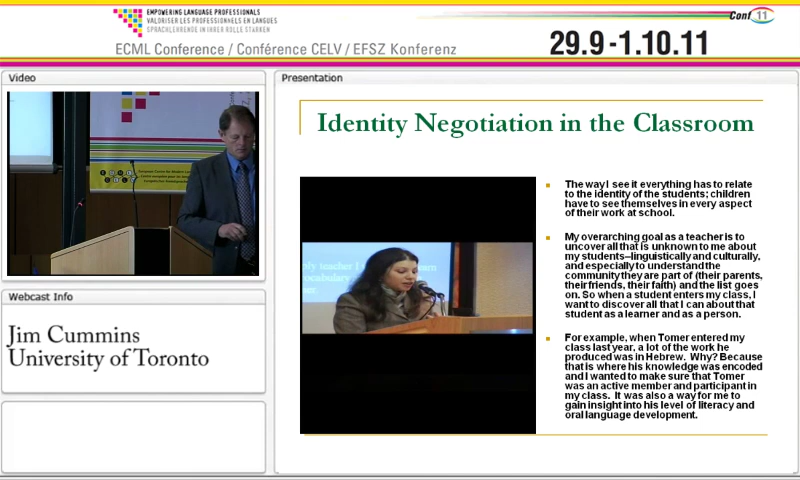 EMPOWERING LANGUAGE PROFESSIONALS
VALORISER LES PROFESSIONNELS EN LANGUES
SPRACHLEHRENDE IN IHRER ROLLE STÄRKEN
ECML Conference / Conférence CELV / EFSZ Konferenz
29.9-1.10.11
Conf 11
Video
Webcast Info
Jim Cummins
University of Toronto
Presentation
Identity Negotiation in the Classroom
The way I see it everything has to relate
to the identity of the students; children
have to see themselves in every aspect
of their work at school.
My overarching goal as a teacher is to
uncover all that is unknown to me about
my students–linguistically and culturally,
and especially to understand the
community they are part of (their parents,
their friends, their faith) and the list goes
on. So when a student enters my class, I
want to discover all that I can about that
student as a learner and as a person.
For example, when Tomer entered my
class last year, a lot of the work he
produced was in Hebrew. Why? Because
that is where his knowledge was encoded
and I wanted to make sure that Tomer
was an active member and participant in
my class. It was also a way for me to
gain insight into his level of literacy and
oral language development.